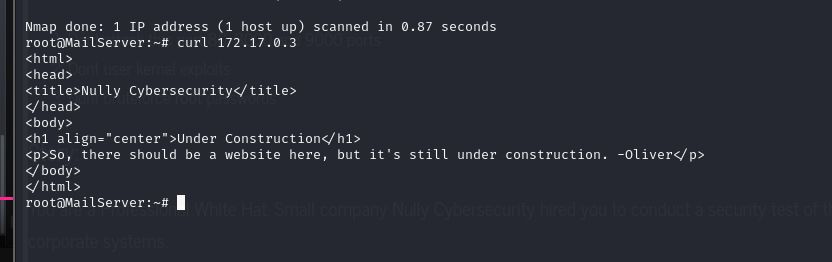 Nmap done: 1 IP address (1 host up) scanned in 0.87 seconds
root@MailServer:~# curl 172.17.0.3
<html>
<head>
<title>Nully Cybersecurity</title>
</head>
<body>
<h1 align="center">Under Construction</h1>
<p>So, there should be a website here, but it's still under construction. -Oliver</p>
</body>
</html>
root@MailServer:~#
White Hat. Small company Nully Cybersecurity hired you to conduct a security test of
corporate systems.